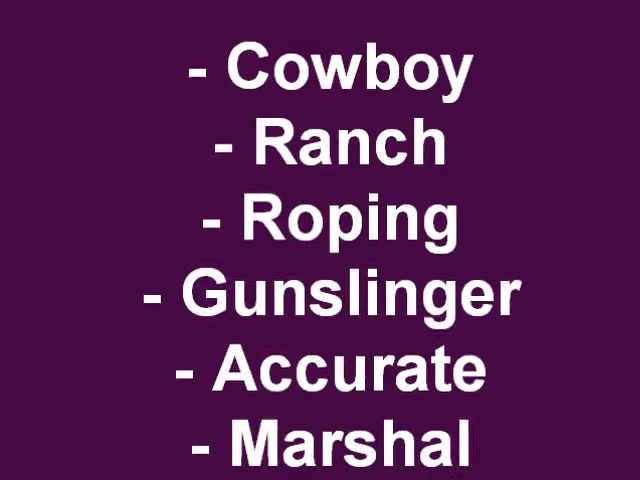 - Cowboy
- Ranch
- Roping
- Gunslinger
- Accurate
- Marshal